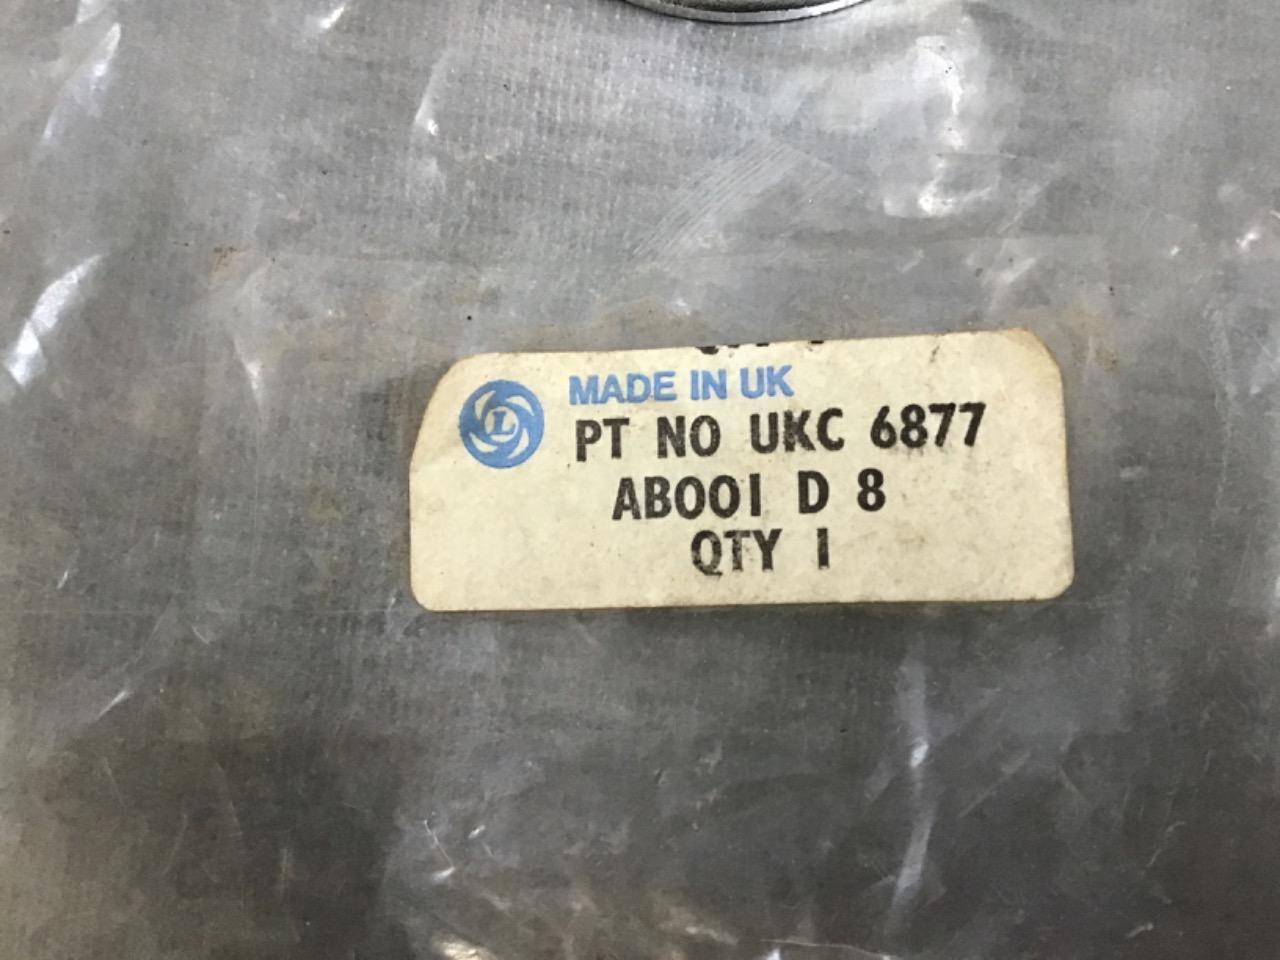 MADE IN UK
L
PT NO UKC 6877
AB001 D 8
QTY 1